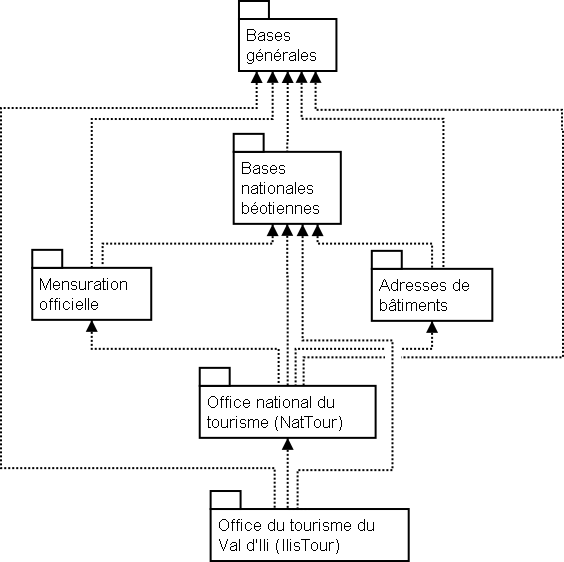 Bases
générales
Bases
nationales
béotiennes
Mensuration
officielle
Adresses de
bâtiments
Office national du
tourisme (NatTour)
Office du tourisme du
Val d'Ili (IlisTour)